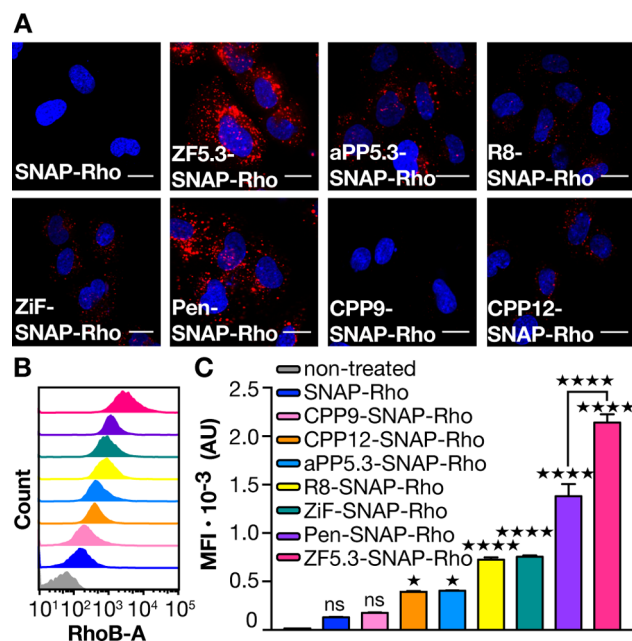 A
SNAP-Rho
ZF5.3-
SNAP-Rho
aPP5.3-
SNAP-Rho
R8-
SNAP-Rho
ZiF-
SNAP-Rho
Pen-
SNAP-Rho
CPP9-
SNAP-Rho
CPP12-
SNAP-Rho
B
Count
10¹ 10² 10³ 10⁴ 10⁵
RhoB-A
C
MFI · 10⁻³ (AU)
2.5
2.0
1.5
1.0
0.5
0
non-treated
SNAP-Rho
CPP9-SNAP-Rho
CPP12-SNAP-Rho
aPP5.3-SNAP-Rho
R8-SNAP-Rho
ZiF-SNAP-Rho
Pen-SNAP-Rho
ZF5.3-SNAP-Rho
ns
ns
★
★
★★★★
★★★★
★★★★
★★★★
★★★★